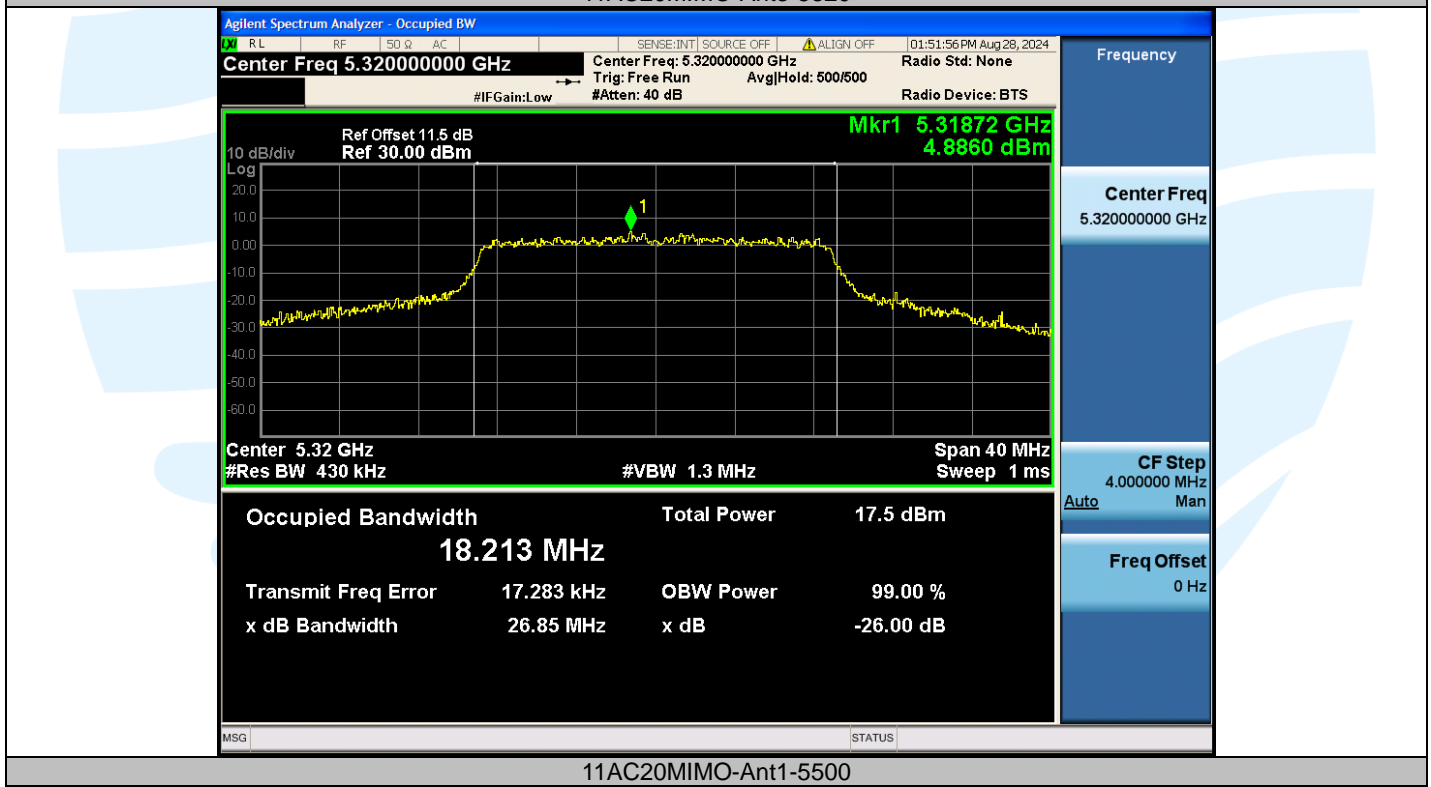 Agilent Spectrum Analyzer - Occupied BW
RL RF 50 Ω AC SENSE:INT SOURCE OFF ALIGN OFF 01:51:56 PM Aug 28, 2024
Center Freq 5.320000000 GHz
Center Freq: 5.320000000 GHz
Radio Std: None
Trig: Free Run Avg|Hold: 500/500
#IFGain:Low
#Atten: 40 dB
Radio Device: BTS
Mkr1 5.31872 GHz
4.8860 dBm
Ref Offset 11.5 dB
10 dB/div Ref 30.00 dBm
Log
20.0
10.0
0.00
-10.0
-20.0
-30.0
-40.0
-50.0
-60.0
1
Center 5.32 GHz Span 40 MHz
#Res BW 430 kHz #VBW 1.3 MHz Sweep 1 ms
Occupied Bandwidth Total Power 17.5 dBm
18.213 MHz
Transmit Freq Error 17.283 kHz OBW Power 99.00 %
x dB Bandwidth 26.85 MHz x dB -26.00 dB
MSG STATUS
Frequency
Center Freq
5.320000000 GHz
CF Step
4.000000 MHz
Auto Man
Freq Offset
0 Hz
11AC20MIMO-Ant1-5500